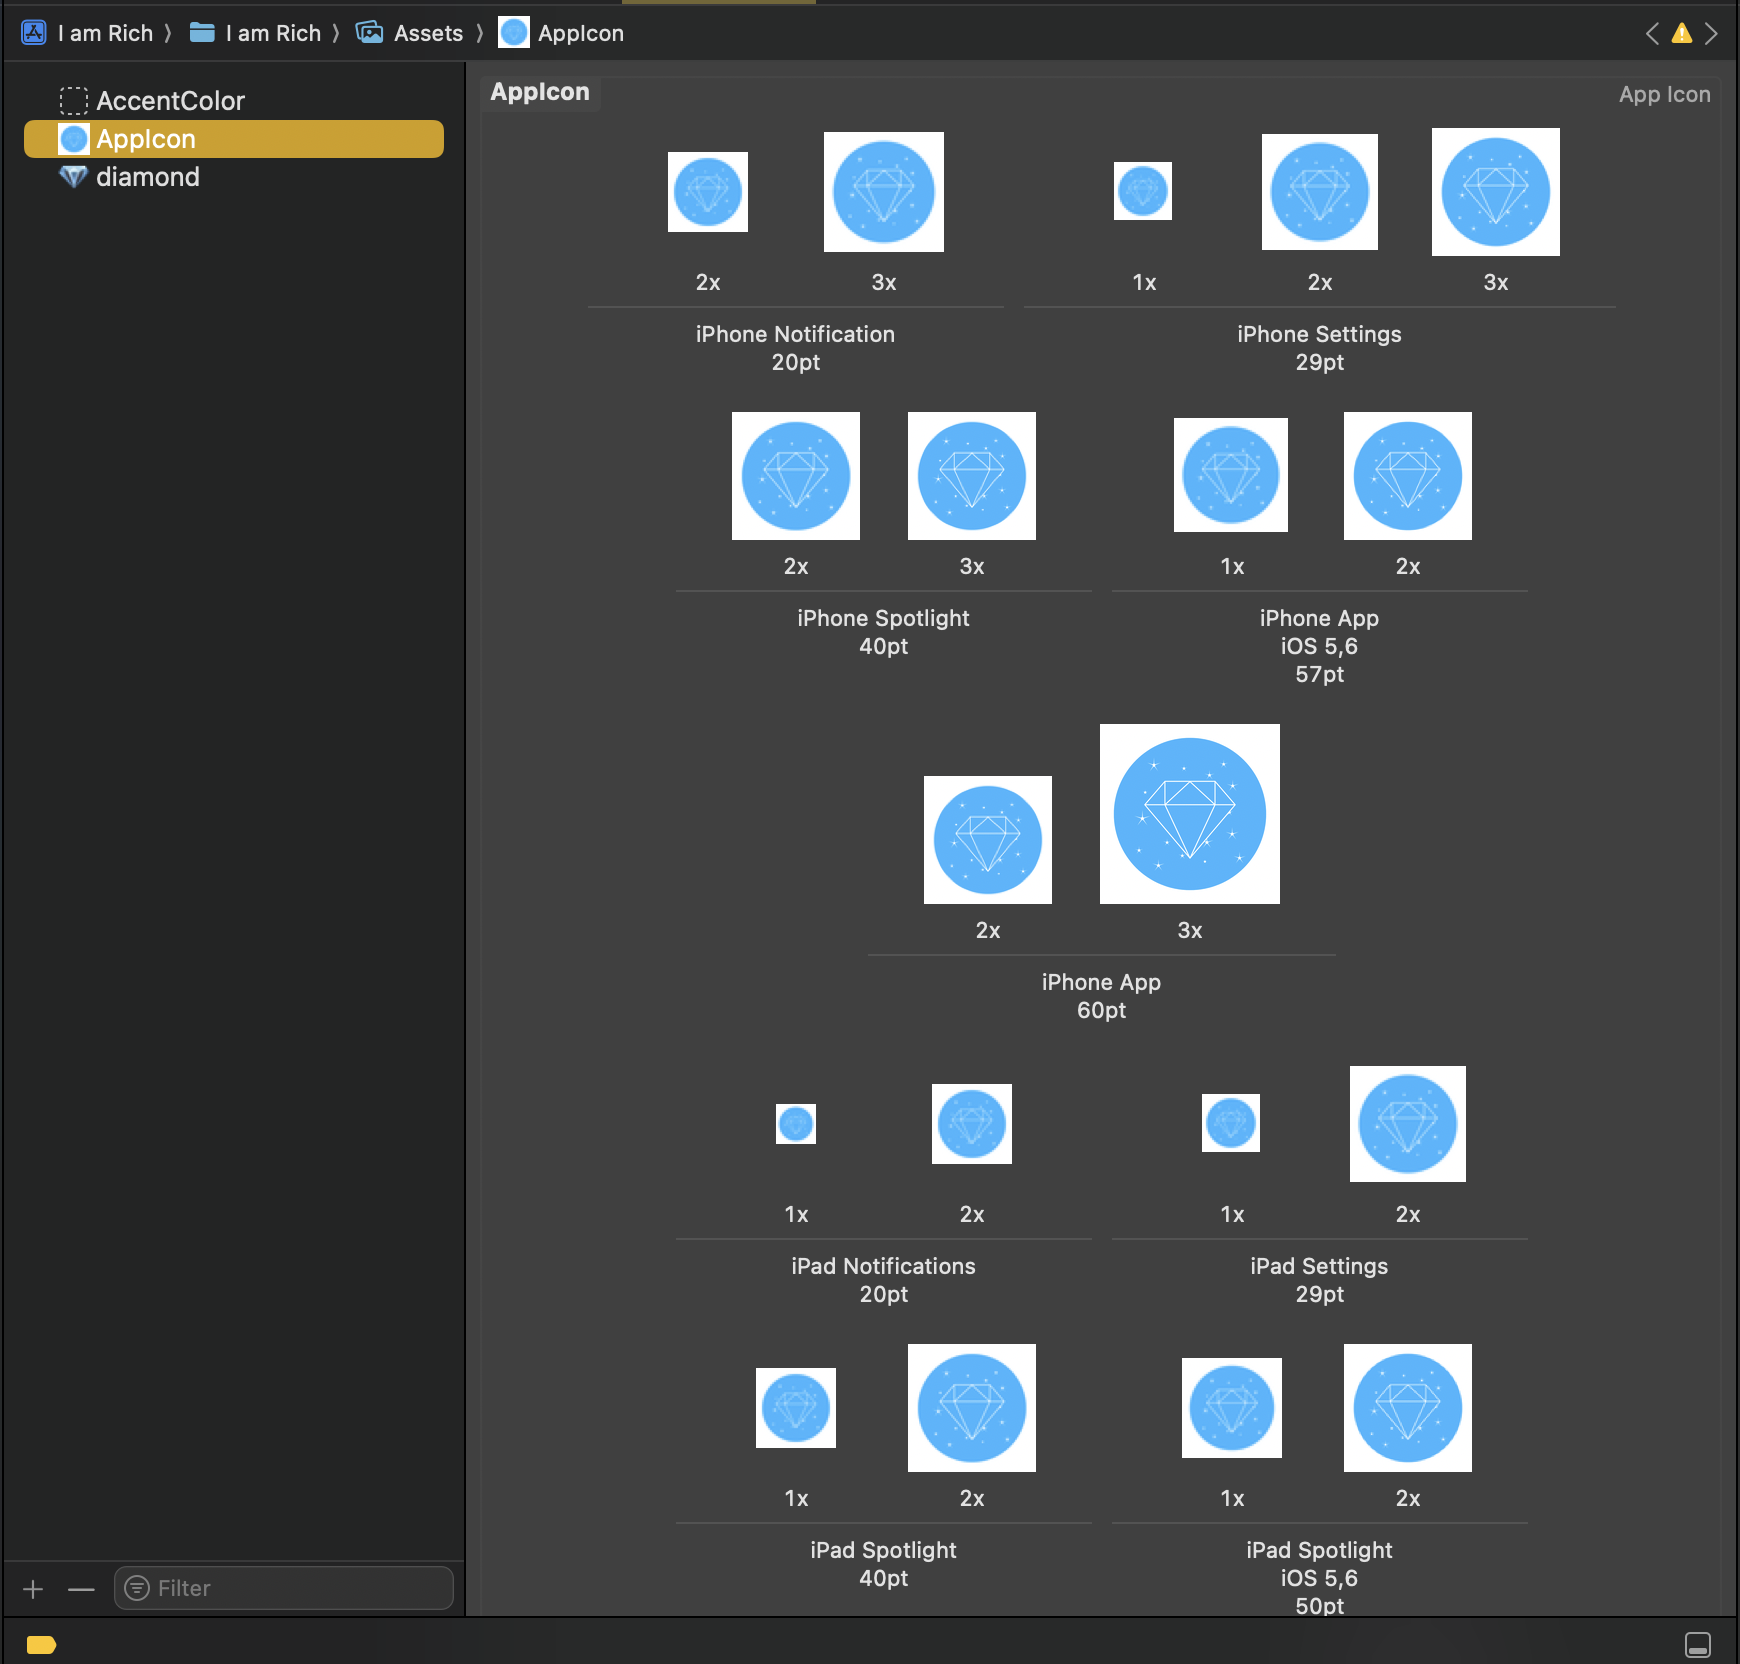 I am Rich 〉 I am Rich 〉 Assets 〉 AppIcon
AccentColor
AppIcon
diamond
Filter
AppIcon
App Icon
2x 3x
iPhone Notification
20pt
1x 2x 3x
iPhone Settings
29pt
2x 3x
iPhone Spotlight
40pt
1x 2x
iPhone App
iOS 5,6
57pt
2x 3x
iPhone App
60pt
1x 2x
iPad Notifications
20pt
1x 2x
iPad Settings
29pt
1x 2x
iPad Spotlight
40pt
1x 2x
iPad Spotlight
iOS 5,6
50pt